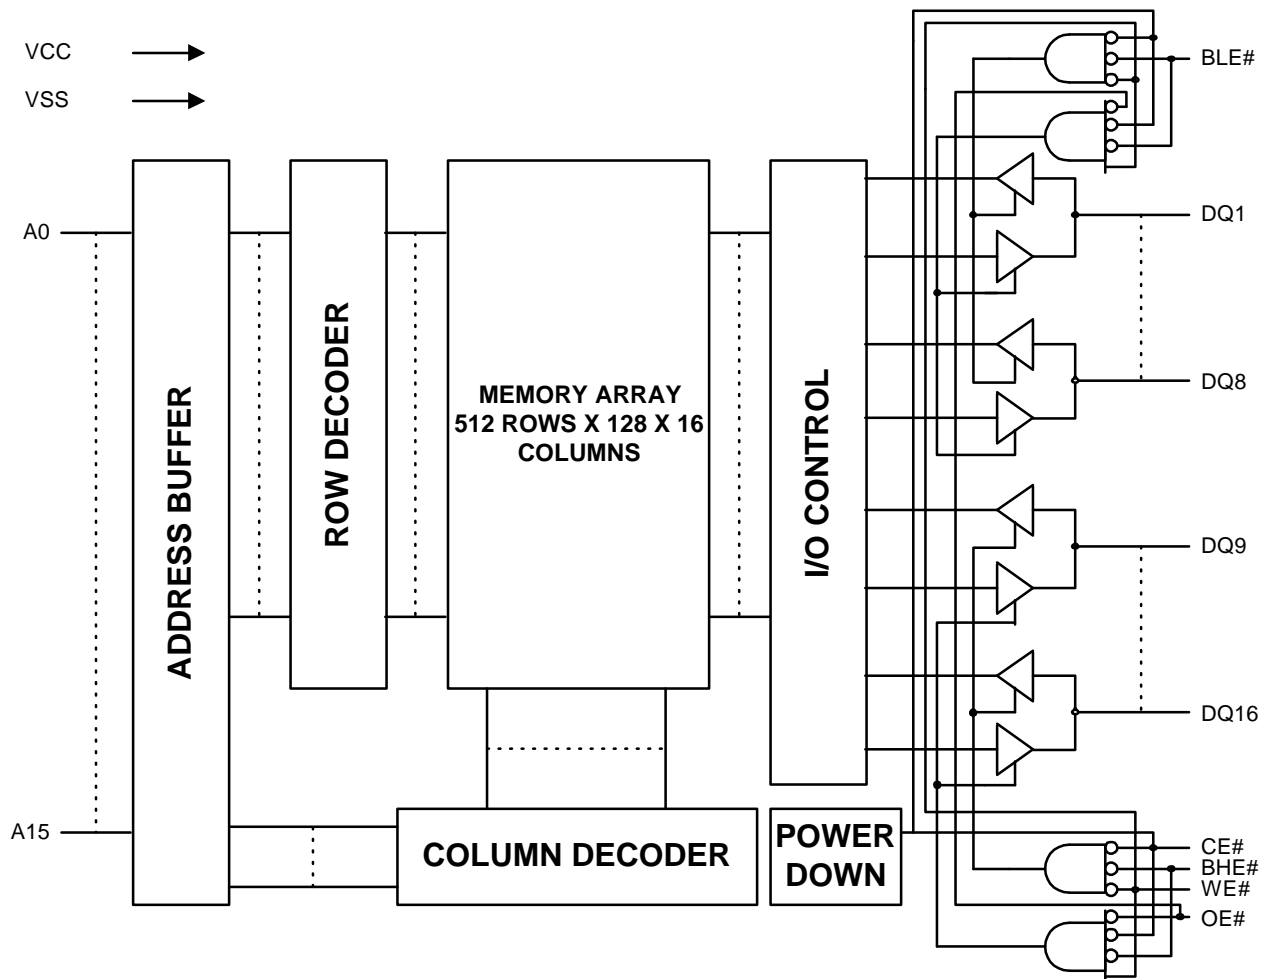 VCC
VSS
BLE#
A0
DQ1
DQ8
DQ9
DQ16
A15
ADDRESS BUFFER
ROW DECODER
MEMORY ARRAY
512 ROWS X 128 X 16
COLUMNS
I/O CONTROL
COLUMN DECODER
POWER
DOWN
CE#
BHE#
WE#
OE#